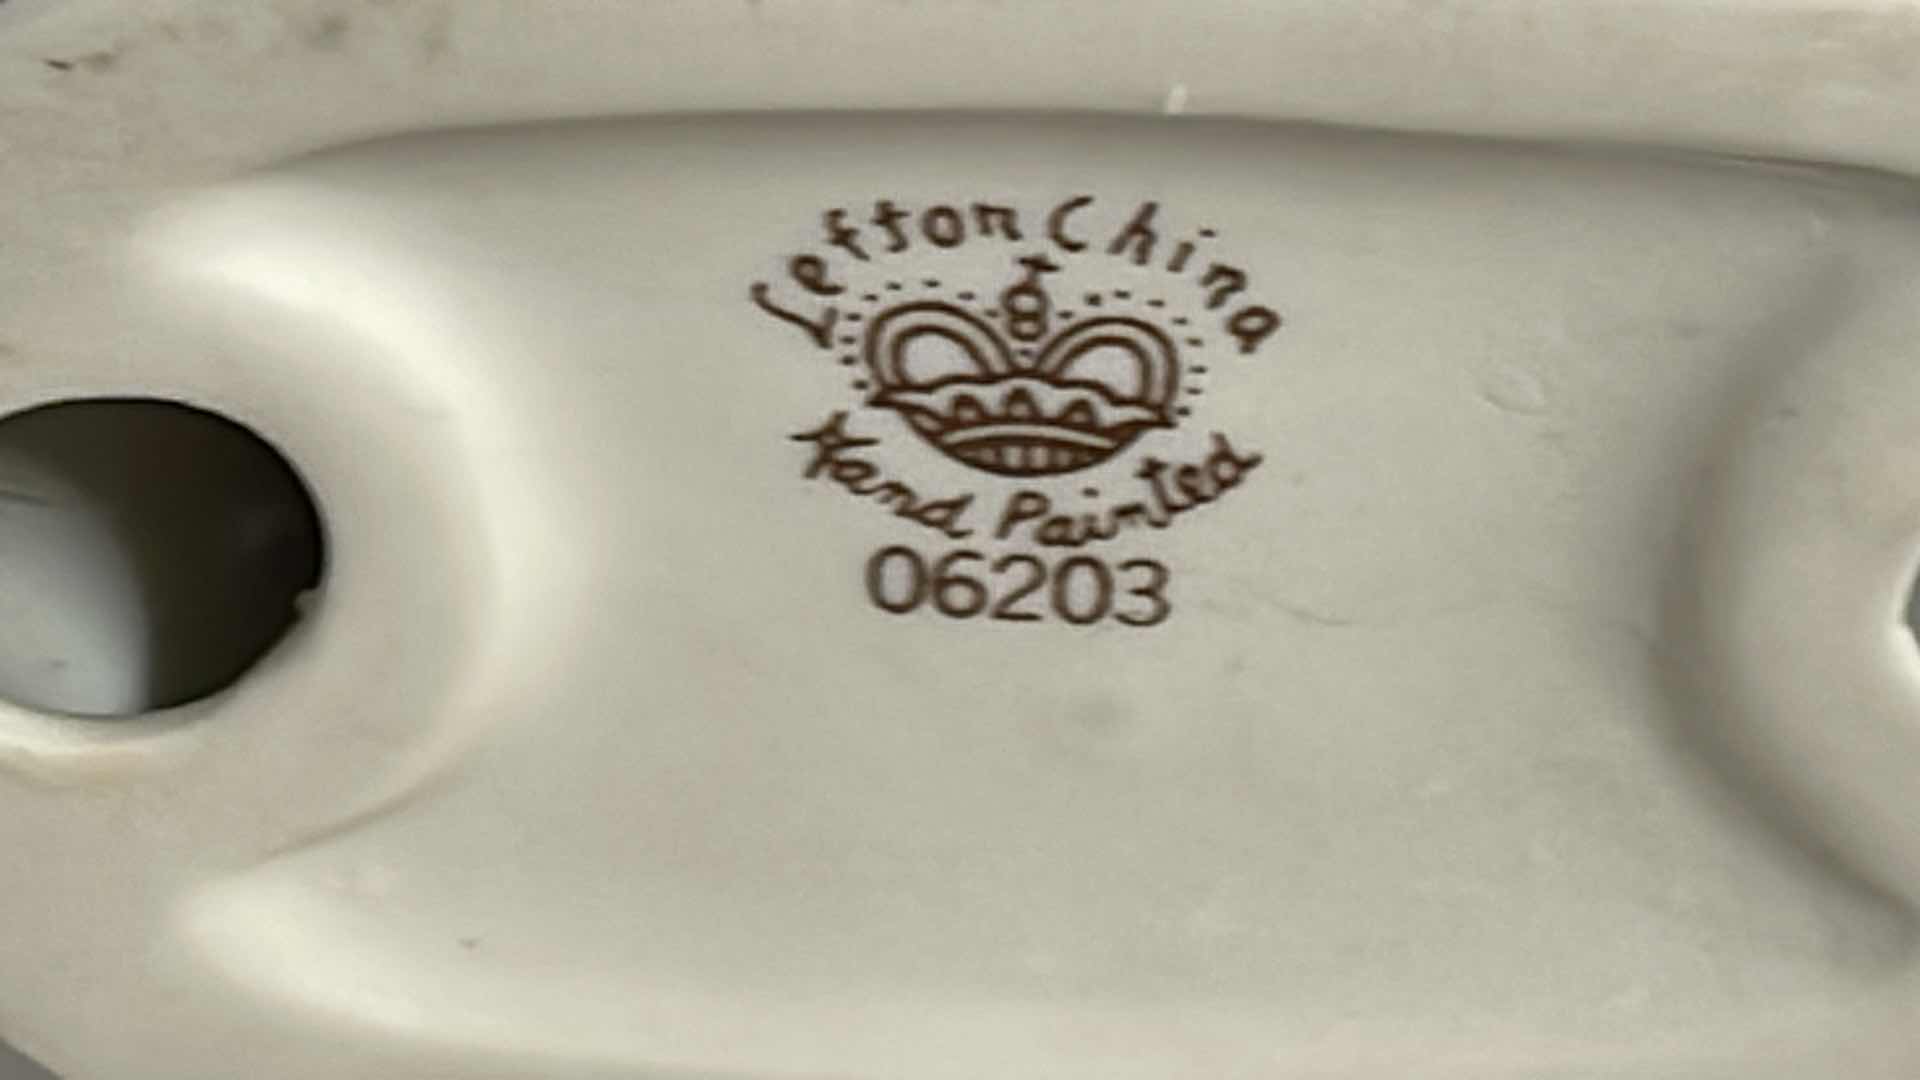 Lefton China
Hand Painted
06203